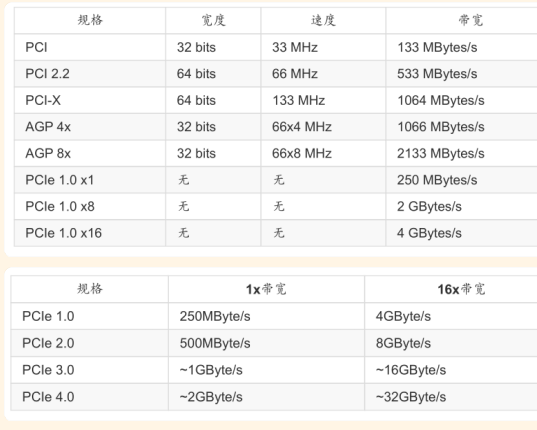 规格 宽度 速度 带宽
PCI 32 bits 33 MHz 133 MBytes/s
PCI 2.2 64 bits 66 MHz 533 MBytes/s
PCI-X 64 bits 133 MHz 1064 MBytes/s
AGP 4x 32 bits 66x4 MHz 1066 MBytes/s
AGP 8x 32 bits 66x8 MHz 2133 MBytes/s
PCIe 1.0 x1 无 无 250 MBytes/s
PCIe 1.0 x8 无 无 2 GBytes/s
PCIe 1.0 x16 无 无 4 GBytes/s
规格 1x带宽 16x带宽
PCIe 1.0 250MByte/s 4GByte/s
PCIe 2.0 500MByte/s 8GByte/s
PCIe 3.0 ~1GByte/s ~16GByte/s
PCIe 4.0 ~2GByte/s ~32GByte/s